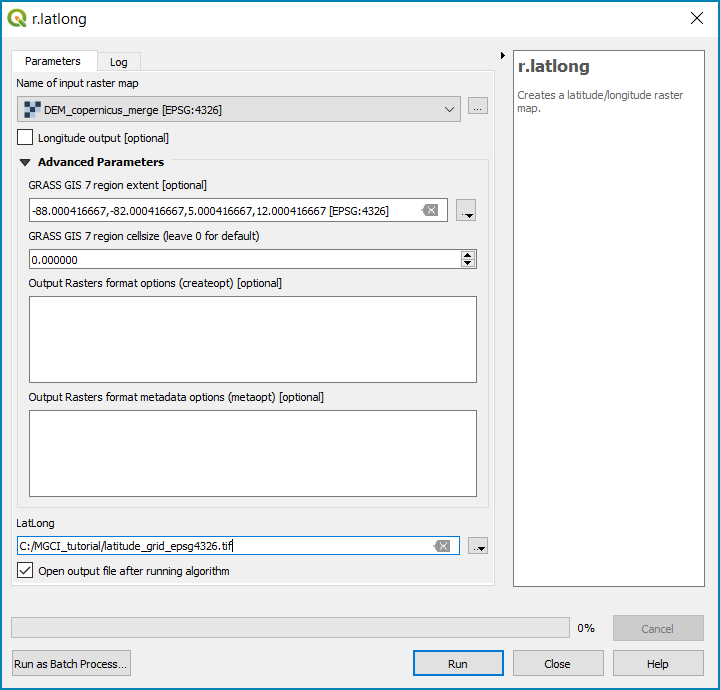 r.latlong
Parameters
Log
Name of input raster map
DEM_copernicus_merge [EPSG:4326]
...
Longitude output [optional]
Advanced Parameters
GRASS GIS 7 region extent [optional]
-88.000416667,-82.000416667,5.000416667,12.000416667 [EPSG:4326]
...
GRASS GIS 7 region cellsize (leave 0 for default)
0.000000
Output Rasters format options (createopt) [optional]
Output Rasters format metadata options (metaopt) [optional]
LatLong
C:/MGCI_tutorial/latitude_grid_epsg4326.tif
...
Open output file after running algorithm
r.latlong
Creates a latitude/longitude raster
map.
0%
Cancel
Run as Batch Process...
Run
Close
Help